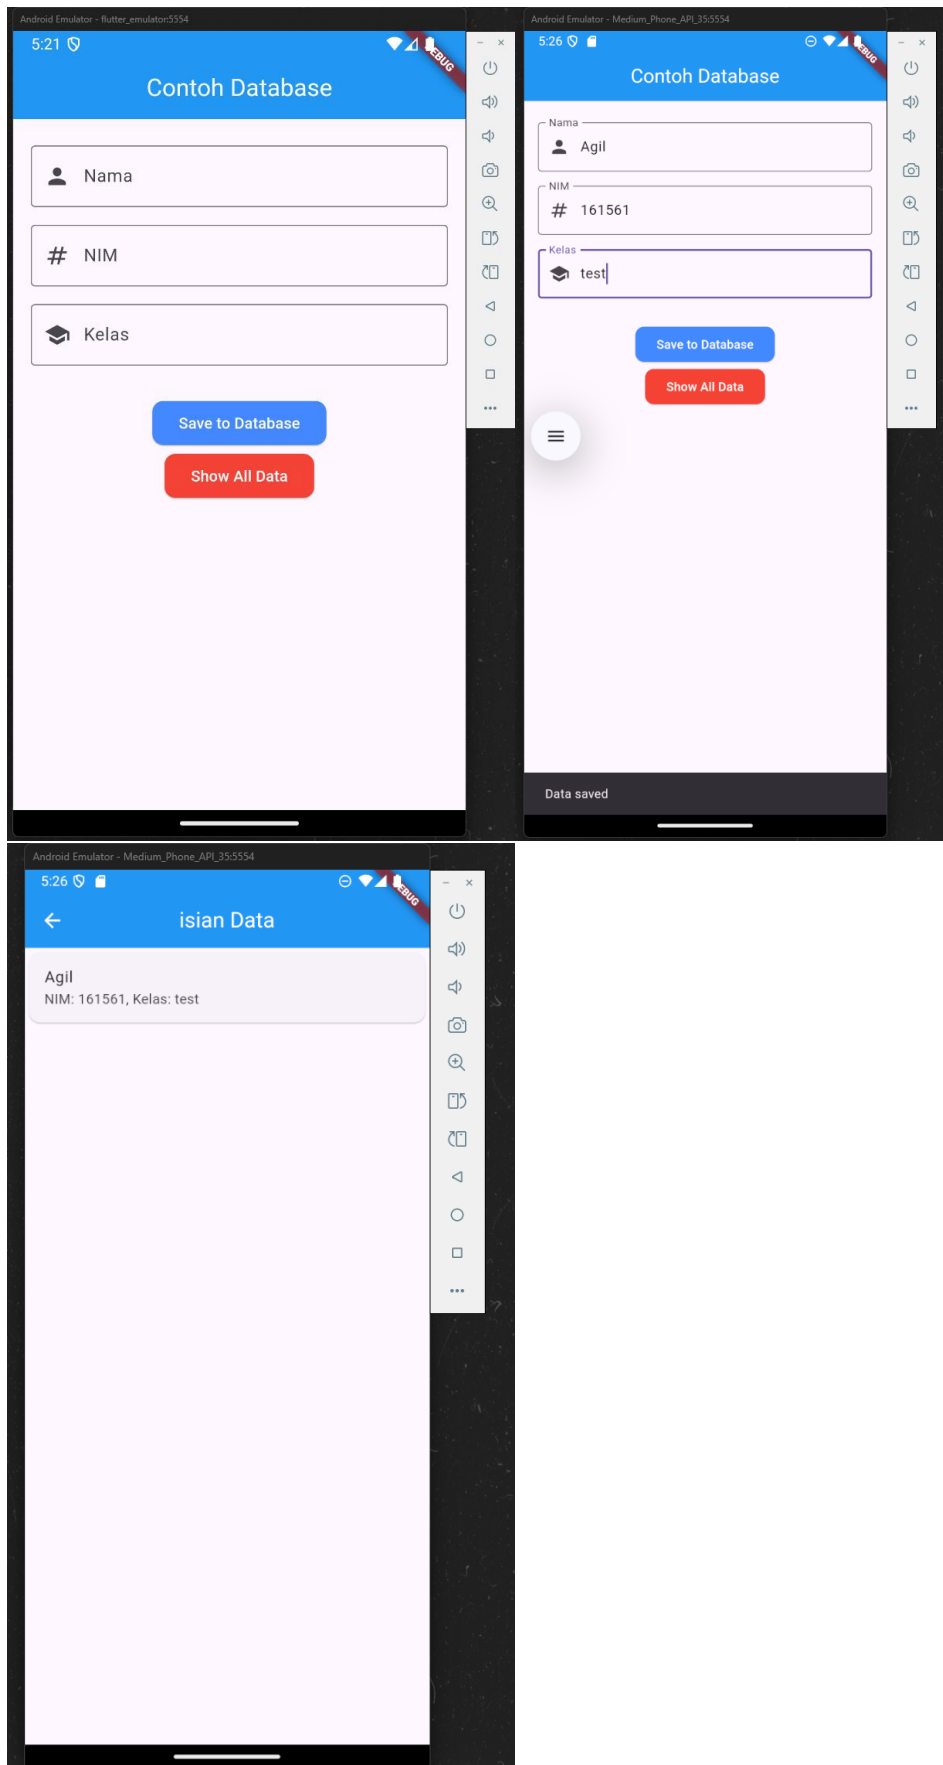 Android Emulator - flutter_emulator:5554
5:21
DEBUG
Contoh Database
Nama
NIM
Kelas
Save to Database
Show All Data
Android Emulator - Medium_Phone_API_35:5554
5:26
DEBUG
Contoh Database
Nama
Agil
NIM
161561
Kelas
test
Save to Database
Show All Data
Data saved
Android Emulator - Medium_Phone_API_35:5554
5:26
DEBUG
isian Data
Agil
NIM: 161561, Kelas: test